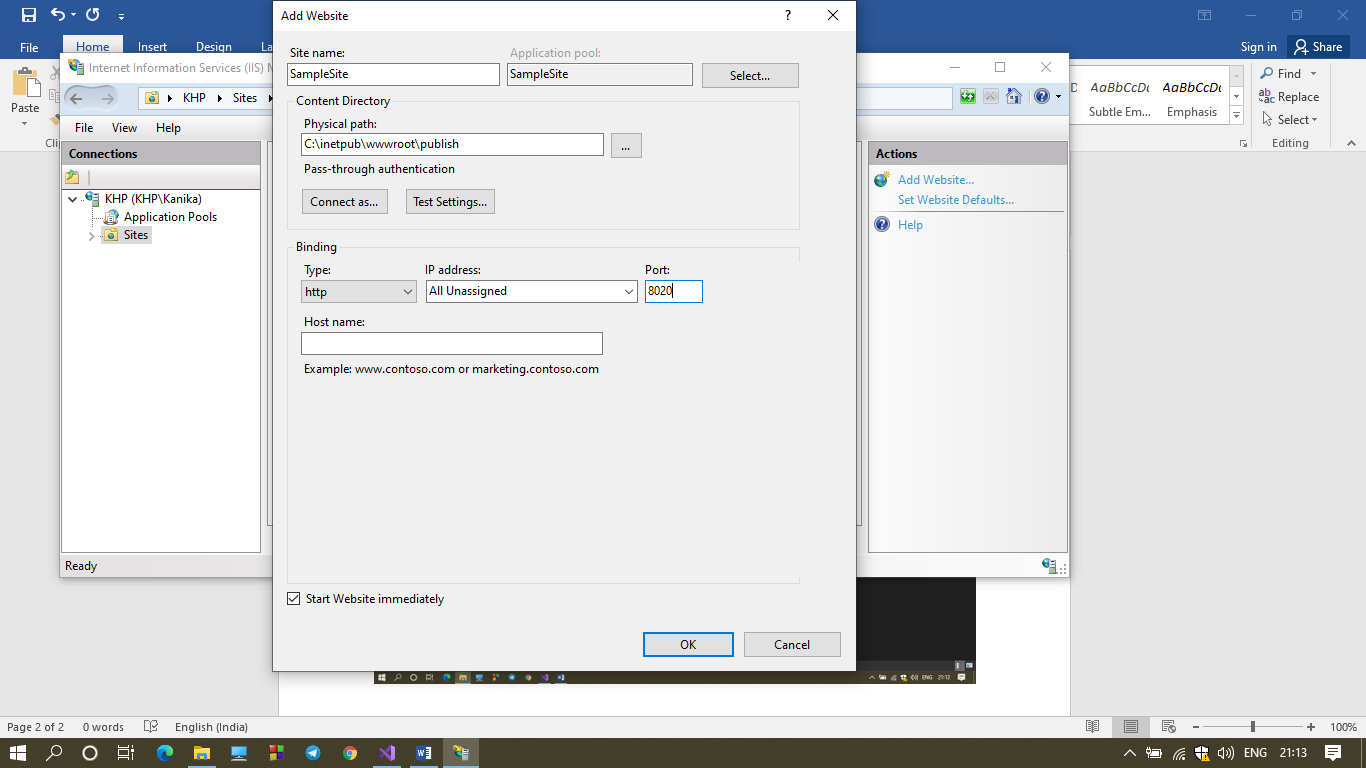 File
Home
Insert
Design
Sign in
Share
Paste
AaBbCcDc
AaBbCcDc
Subtle Em...
Emphasis
Find
Replace
Select
Editing
Internet Information Services (IIS) M
KHP
Sites
File
View
Help
Connections
KHP (KHP\Kanika)
Application Pools
Sites
Ready
Add Website
?
Site name:
Application pool:
SampleSite
SampleSite
Select...
Content Directory
Physical path:
C:\inetpub\wwwroot\publish
...
Pass-through authentication
Connect as...
Test Settings...
Binding
Type:
IP address:
Port:
http
All Unassigned
8020
Host name:
Example: www.contoso.com or marketing.contoso.com
Start Website immediately
OK
Cancel
Actions
Add Website...
Set Website Defaults...
Help
ENG 21:12
Page 2 of 2
0 words
English (India)
100%
ENG
21:13